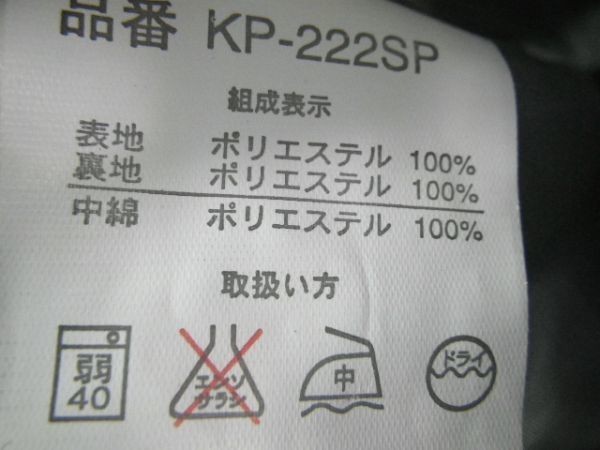 品番 KP-222SP
組成表示
表地 ポリエステル 100%
裏地 ポリエステル 100%
中綿 ポリエステル 100%
取扱い方
弱 40
エンソ サラシ
中
ドライ